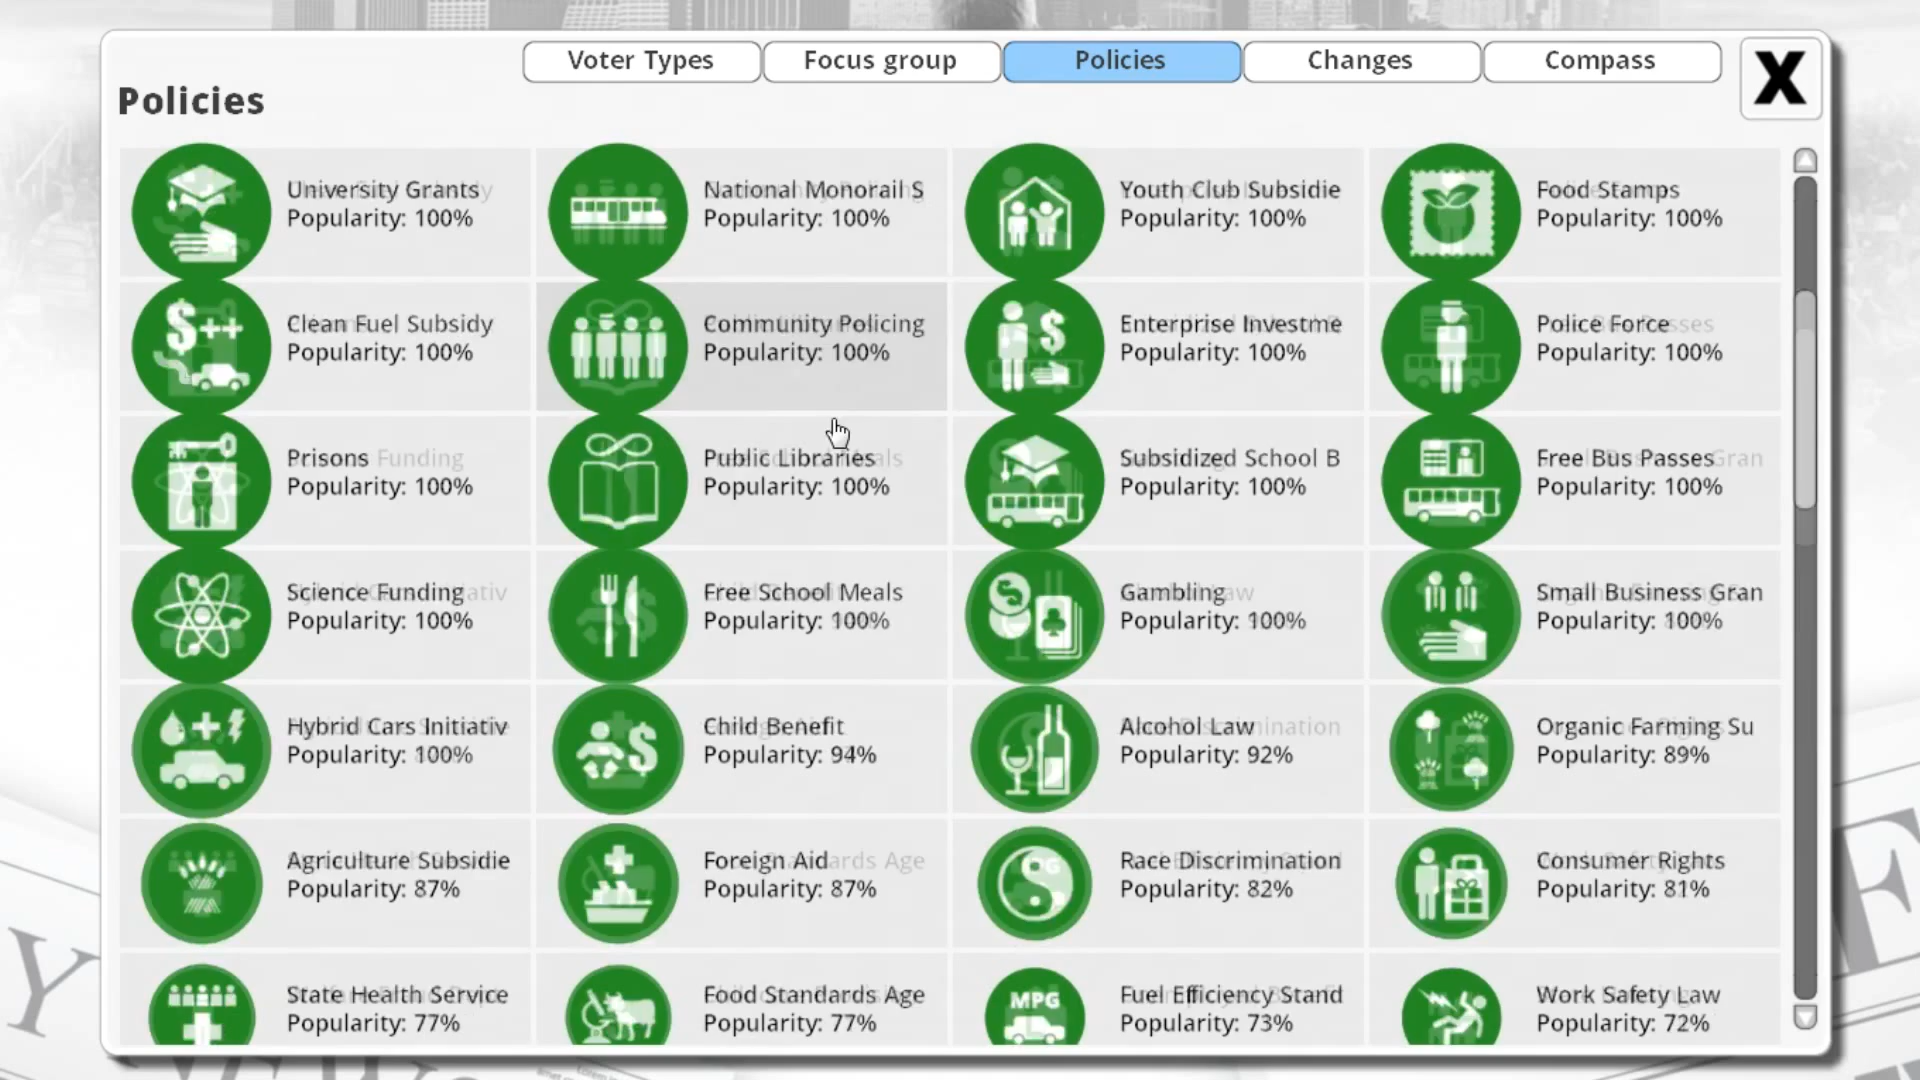 Voter Types
Focus group
Policies
Changes
Compass
X
Policies
University Grants
Popularity: 100%
National Monorail S
Popularity: 100%
Youth Club Subsidie
Popularity: 100%
Food Stamps
Popularity: 100%
Clean Fuel Subsidy
Popularity: 100%
Community Policing
Popularity: 100%
Enterprise Investme
Popularity: 100%
Police Force
Popularity: 100%
Prisons
Popularity: 100%
Public Libraries
Popularity: 100%
Subsidized School B
Popularity: 100%
Free Bus Passes
Popularity: 100%
Science Funding
Popularity: 100%
Free School Meals
Popularity: 100%
Gambling
Popularity: 100%
Small Business Gran
Popularity: 100%
Hybrid Cars Initiativ
Popularity: 100%
Child Benefit
Popularity: 94%
Alcohol Law
Popularity: 92%
Organic Farming Su
Popularity: 89%
Agriculture Subsidie
Popularity: 87%
Foreign Aid
Popularity: 87%
Race Discrimination
Popularity: 82%
Consumer Rights
Popularity: 81%
State Health Service
Popularity: 77%
Food Standards Age
Popularity: 77%
MPG
Fuel Efficiency Stand
Popularity: 73%
Work Safety Law
Popularity: 72%